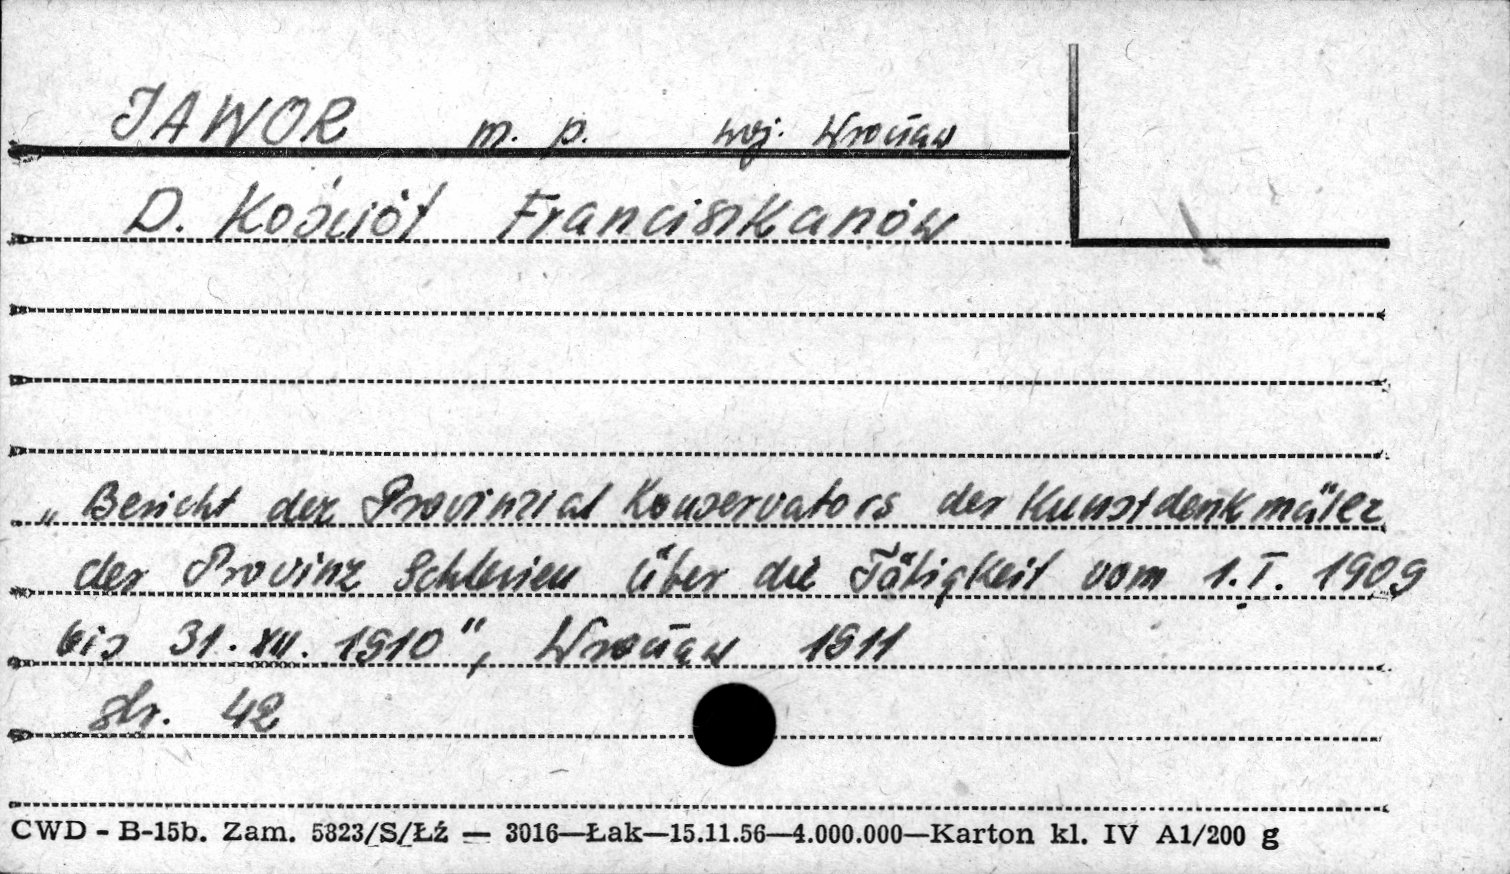 JAWOR m. p. woj. Wrocław
D. Kościół Franciszkanów
„Bericht der Provinzial Konservators der Kunstdenkmäler
der Provinz Schlesien über die Tätigkeit vom 1.I. 1909
bis 31.XII. 1910", Wrocław 1911
str. 42
CWD - B-15b. Zam. 5823/S/Łź — 3016—Łak—15.11.56—4.000.000—Karton kl. IV A1/200 g